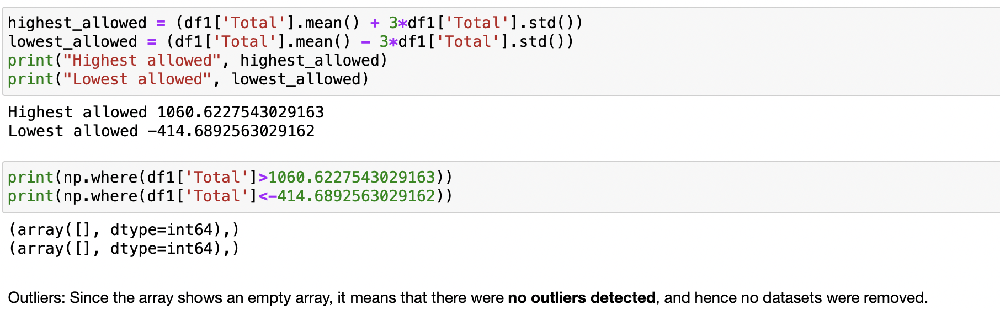 highest_allowed = (df1['Total'].mean() + 3*df1['Total'].std())
lowest_allowed = (df1['Total'].mean() - 3*df1['Total'].std())
print("Highest allowed", highest_allowed)
print("Lowest allowed", lowest_allowed)
Highest allowed 1060.6227543029163
Lowest allowed -414.6892563029162
print(np.where(df1['Total']>1060.6227543029163))
print(np.where(df1['Total']<-414.6892563029162))
(array([], dtype=int64),)
(array([], dtype=int64),)
Outliers: Since the array shows an empty array, it means that there were no outliers detected, and hence no datasets were removed.